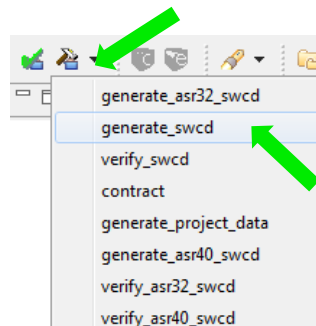 generate_asr32_swcd
generate_swcd
verify_swcd
contract
generate_project_data
generate_asr40_swcd
verify_asr32_swcd
verify_asr40_swcd